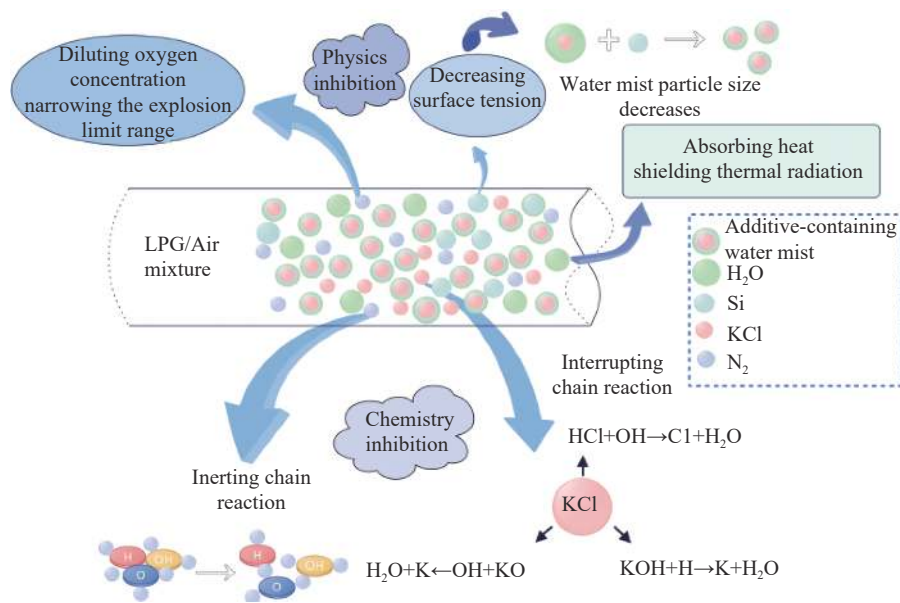 Diluting oxygen
concentration
narrowing the explosion
limit range
Physics
inhibition
Decreasing
surface tension
Water mist particle size
decreases
Absorbing heat
shielding thermal radiation
LPG/Air
mixture
Additive-containing
water mist
H₂O
Si
KCl
N₂
Interrupting
chain reaction
Chemistry
inhibition
HCl+OH→C1+H₂O
Inerting chain
reaction
KCl
H
OH
O
H
OH
O
H₂O+K←OH+KO
KOH+H→K+H₂O